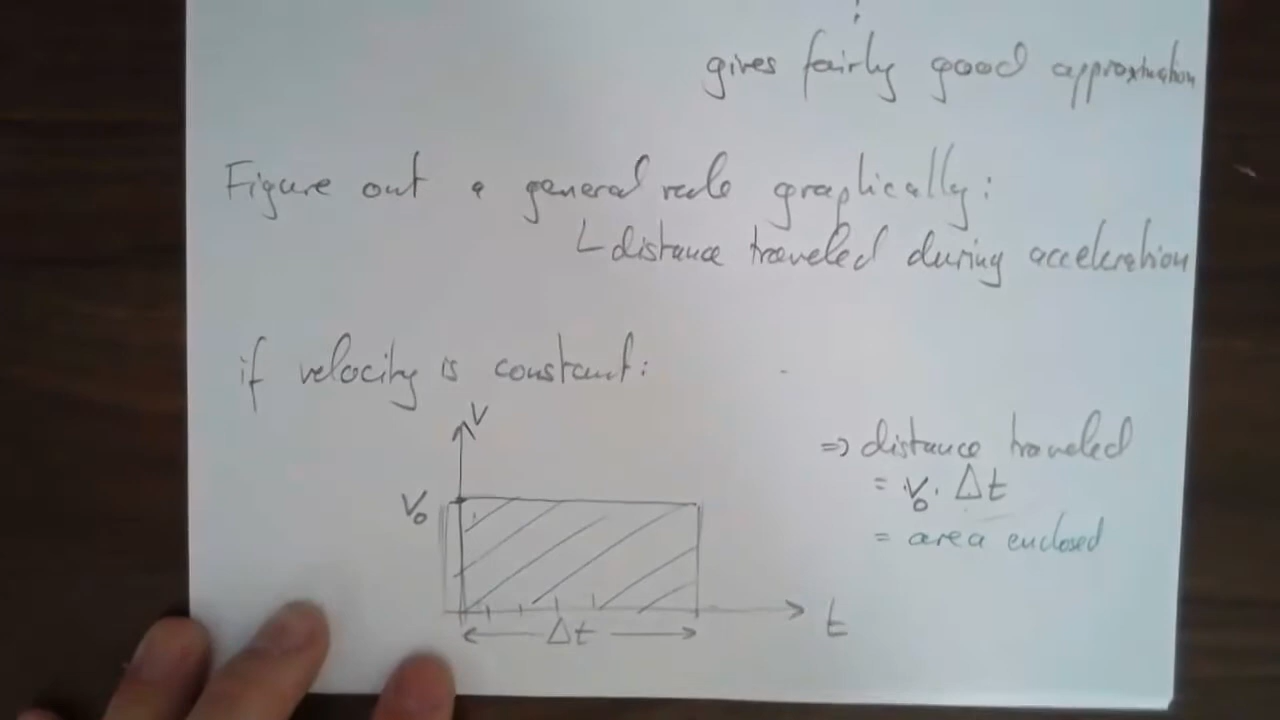 gives fairly good approximation
Figure out a general rule graphically:
distance traveled during acceleration
if velocity is constant:
V
V₀
Δt
t
⇒ distance traveled
= V₀ · Δt
= area enclosed